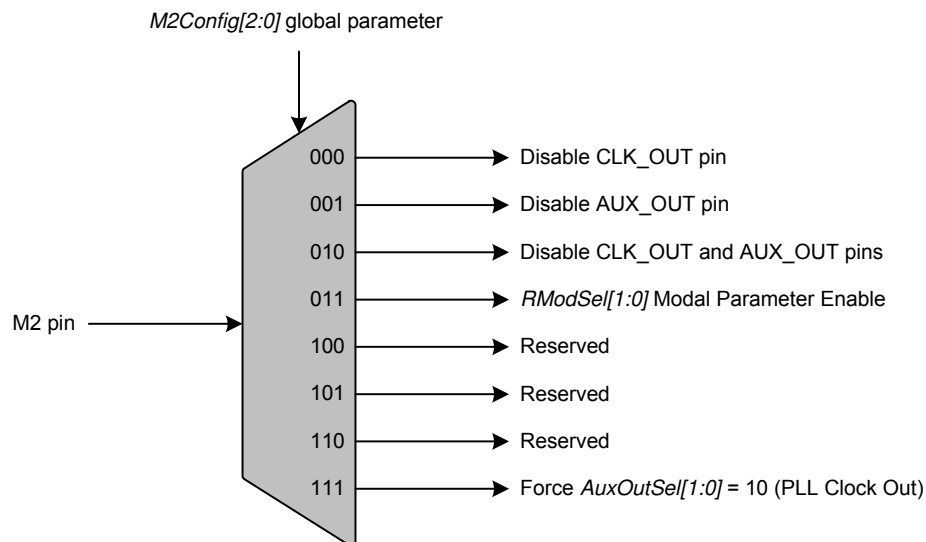 M2Config[2:0] global parameter
000 Disable CLK_OUT pin
001 Disable AUX_OUT pin
010 Disable CLK_OUT and AUX_OUT pins
011 RModSel[1:0] Modal Parameter Enable
M2 pin
100 Reserved
101 Reserved
110 Reserved
111 Force AuxOutSel[1:0] = 10 (PLL Clock Out)